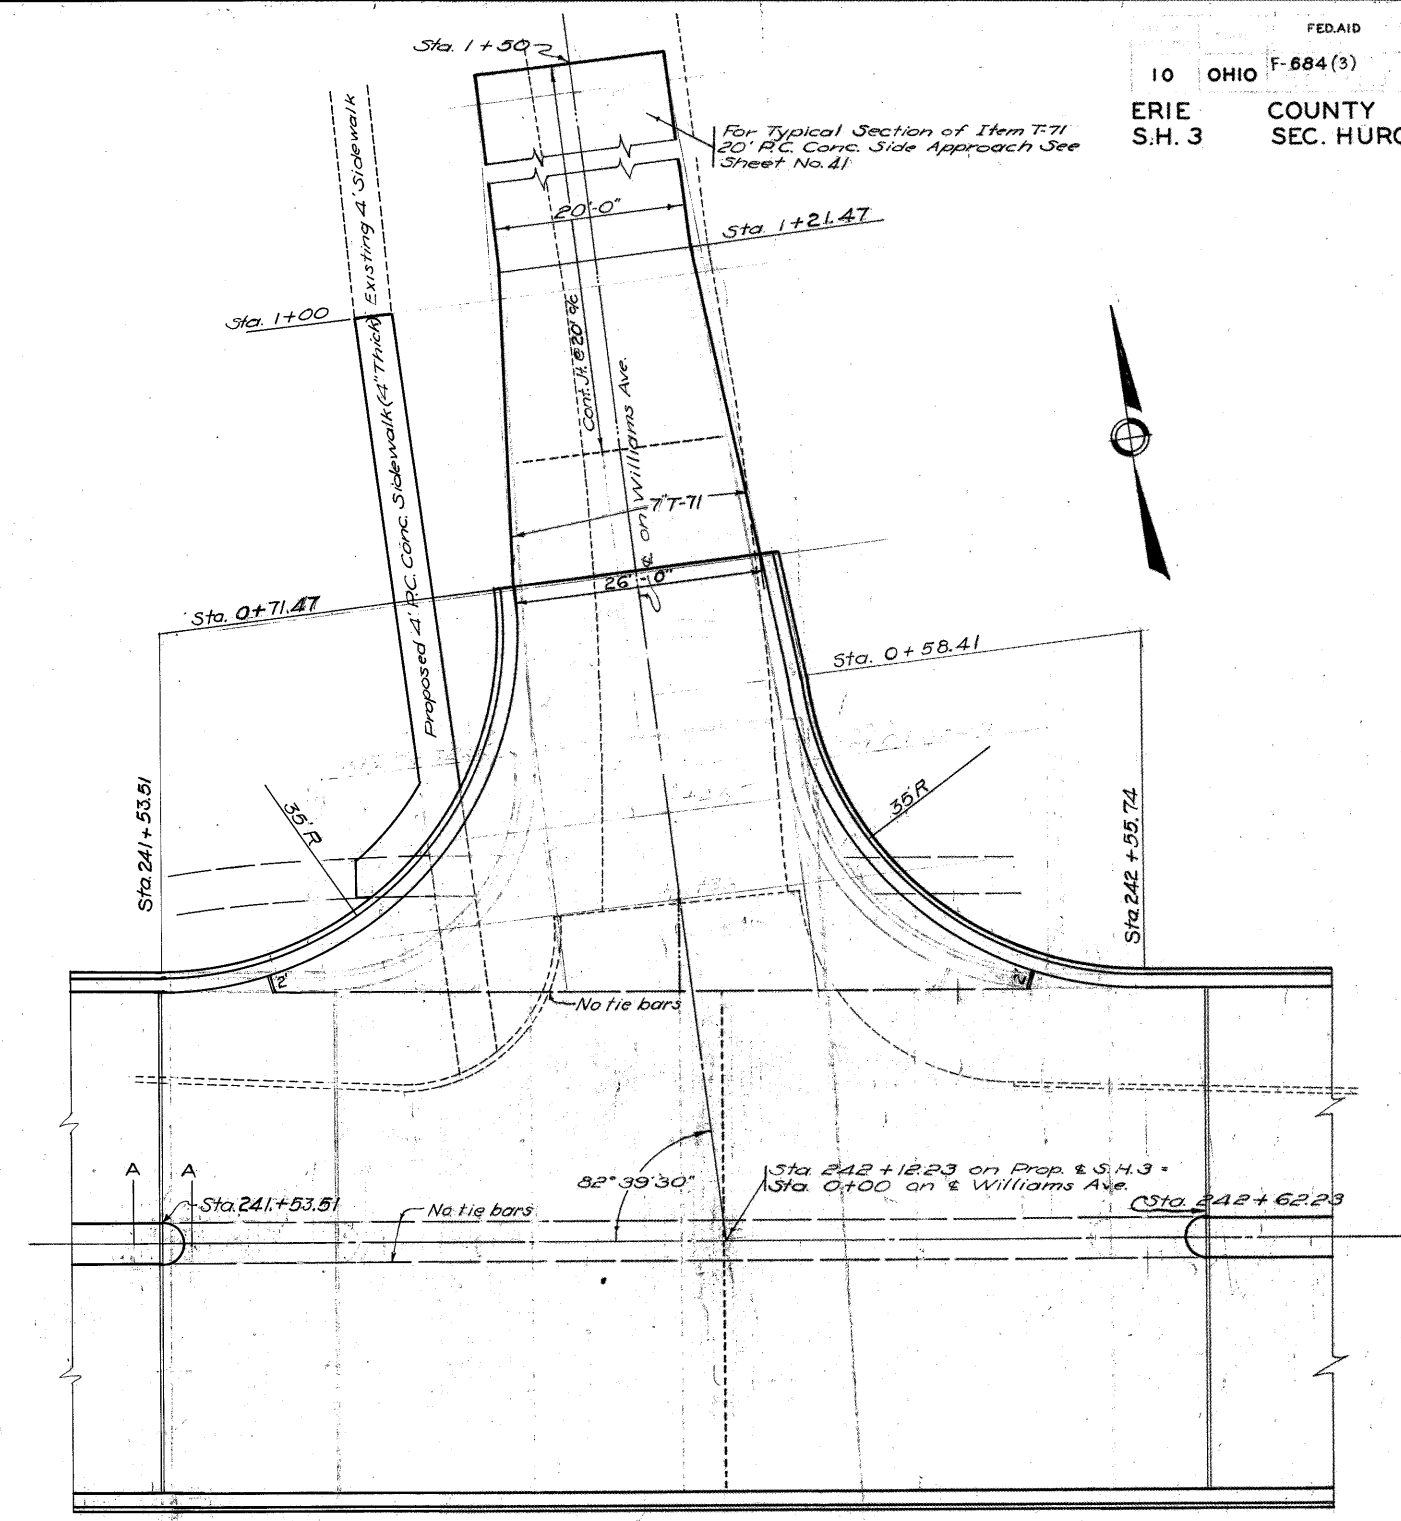 FED.AID
10 OHIO F-684(3)
ERIE COUNTY
S.H. 3 SEC. HURO
Sta. 1+50
For Typical Section of Item T-71
20' P.C. Conc. Side Approach See
Sheet No. 41
Existing 4' Sidewalk
20'-0"
Sta. 1+21.47
Sta. 1+00
Cont. Jt. @ 20' %
℄ on Williams Ave.
Proposed 4' P.C. Conc. Sidewalk (4" Thick)
7" T-71
26'-0"
Sta. 0+71.47
Sta. 0+58.41
Sta. 241+53.51
35'R
35'R
Sta. 242+55.74
2'
2'
No tie bars
A A
82°39'30"
Sta. 242+12.23 on Prop. ℄ S.H.3 =
Sta. 0+00 on ℄ Williams Ave.
Sta. 241+53.51
No tie bars
Sta. 242+62.23